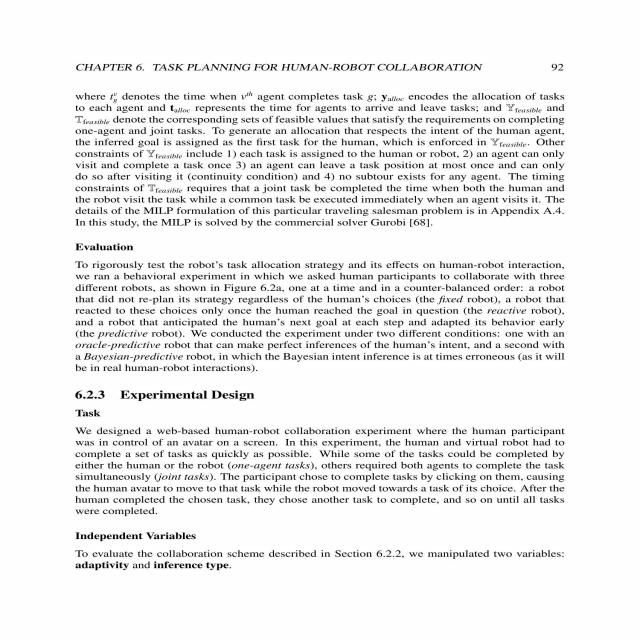 CHAPTER 6. TASK PLANNING FOR HUMAN-ROBOT COLLABORATION 92
where t_g^v denotes the time when v^th agent completes task g; y_alloc encodes the allocation of tasks
to each agent and t_alloc represents the time for agents to arrive and leave tasks; and 𝕐_feasible and
𝕋_feasible denote the corresponding sets of feasible values that satisfy the requirements on completing
one-agent and joint tasks. To generate an allocation that respects the intent of the human agent,
the inferred goal is assigned as the first task for the human, which is enforced in 𝕐_feasible. Other
constraints of 𝕐_feasible include 1) each task is assigned to the human or robot, 2) an agent can only
visit and complete a task once 3) an agent can leave a task position at most once and can only
do so after visiting it (continuity condition) and 4) no subtour exists for any agent. The timing
constraints of 𝕋_feasible requires that a joint task be completed the time when both the human and
the robot visit the task while a common task be executed immediately when an agent visits it. The
details of the MILP formulation of this particular traveling salesman problem is in Appendix A.4.
In this study, the MILP is solved by the commercial solver Gurobi [68].
Evaluation
To rigorously test the robot's task allocation strategy and its effects on human-robot interaction,
we ran a behavioral experiment in which we asked human participants to collaborate with three
different robots, as shown in Figure 6.2a, one at a time and in a counter-balanced order: a robot
that did not re-plan its strategy regardless of the human's choices (the fixed robot), a robot that
reacted to these choices only once the human reached the goal in question (the reactive robot),
and a robot that anticipated the human's next goal at each step and adapted its behavior early
(the predictive robot). We conducted the experiment under two different conditions: one with an
oracle-predictive robot that can make perfect inferences of the human's intent, and a second with
a Bayesian-predictive robot, in which the Bayesian intent inference is at times erroneous (as it will
be in real human-robot interactions).
6.2.3 Experimental Design
Task
We designed a web-based human-robot collaboration experiment where the human participant
was in control of an avatar on a screen. In this experiment, the human and virtual robot had to
complete a set of tasks as quickly as possible. While some of the tasks could be completed by
either the human or the robot (one-agent tasks), others required both agents to complete the task
simultaneously (joint tasks). The participant chose to complete tasks by clicking on them, causing
the human avatar to move to that task while the robot moved towards a task of its choice. After the
human completed the chosen task, they chose another task to complete, and so on until all tasks
were completed.
Independent Variables
To evaluate the collaboration scheme described in Section 6.2.2, we manipulated two variables:
adaptivity and inference type.